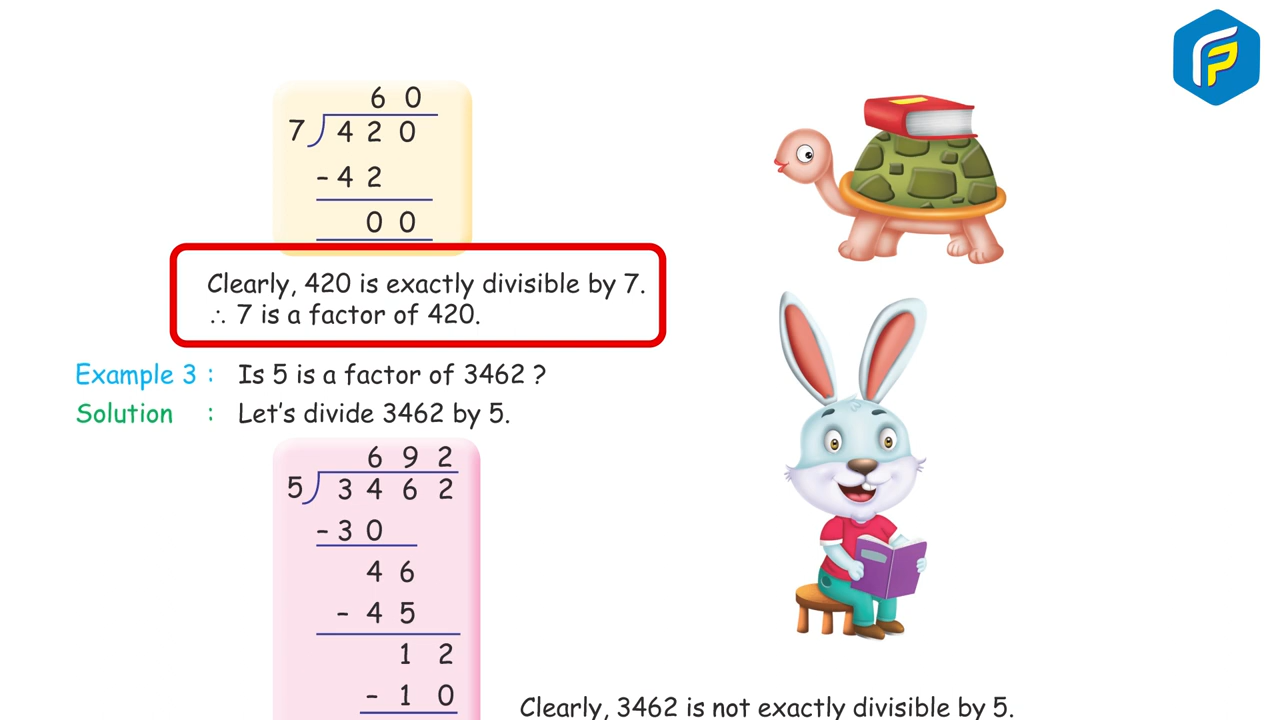 6 0
7 4 2 0
- 4 2
0 0
Clearly, 420 is exactly divisible by 7.
∴ 7 is a factor of 420.
Example 3 : Is 5 is a factor of 3462 ?
Solution : Let's divide 3462 by 5.
6 9 2
5 3 4 6 2
- 3 0
4 6
- 4 5
1 2
- 1 0
Clearly, 3462 is not exactly divisible by 5.